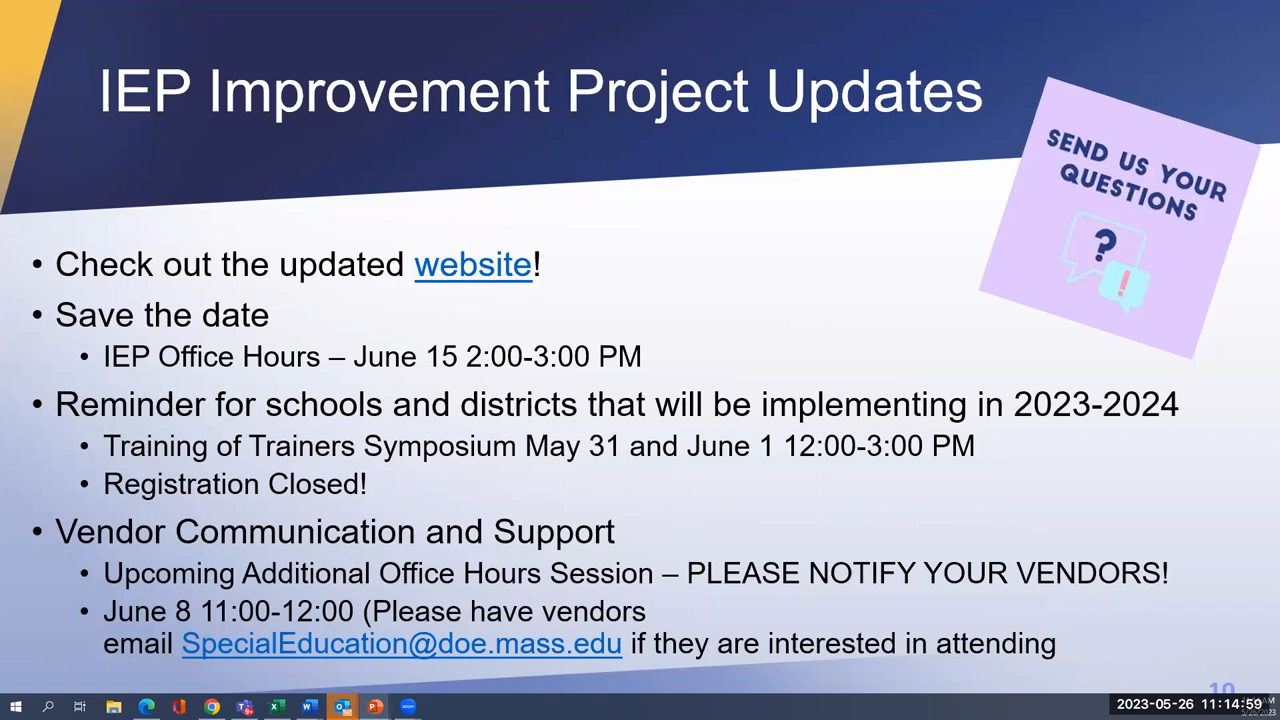 IEP Improvement Project Updates
SEND US YOUR
QUESTIONS
?
!
• Check out the updated website!
• Save the date
• IEP Office Hours – June 15 2:00-3:00 PM
• Reminder for schools and districts that will be implementing in 2023-2024
• Training of Trainers Symposium May 31 and June 1 12:00-3:00 PM
• Registration Closed!
• Vendor Communication and Support
• Upcoming Additional Office Hours Session – PLEASE NOTIFY YOUR VENDORS!
• June 8 11:00-12:00 (Please have vendors
email SpecialEducation@doe.mass.edu if they are interested in attending
10
2023-05-26 11:14:59